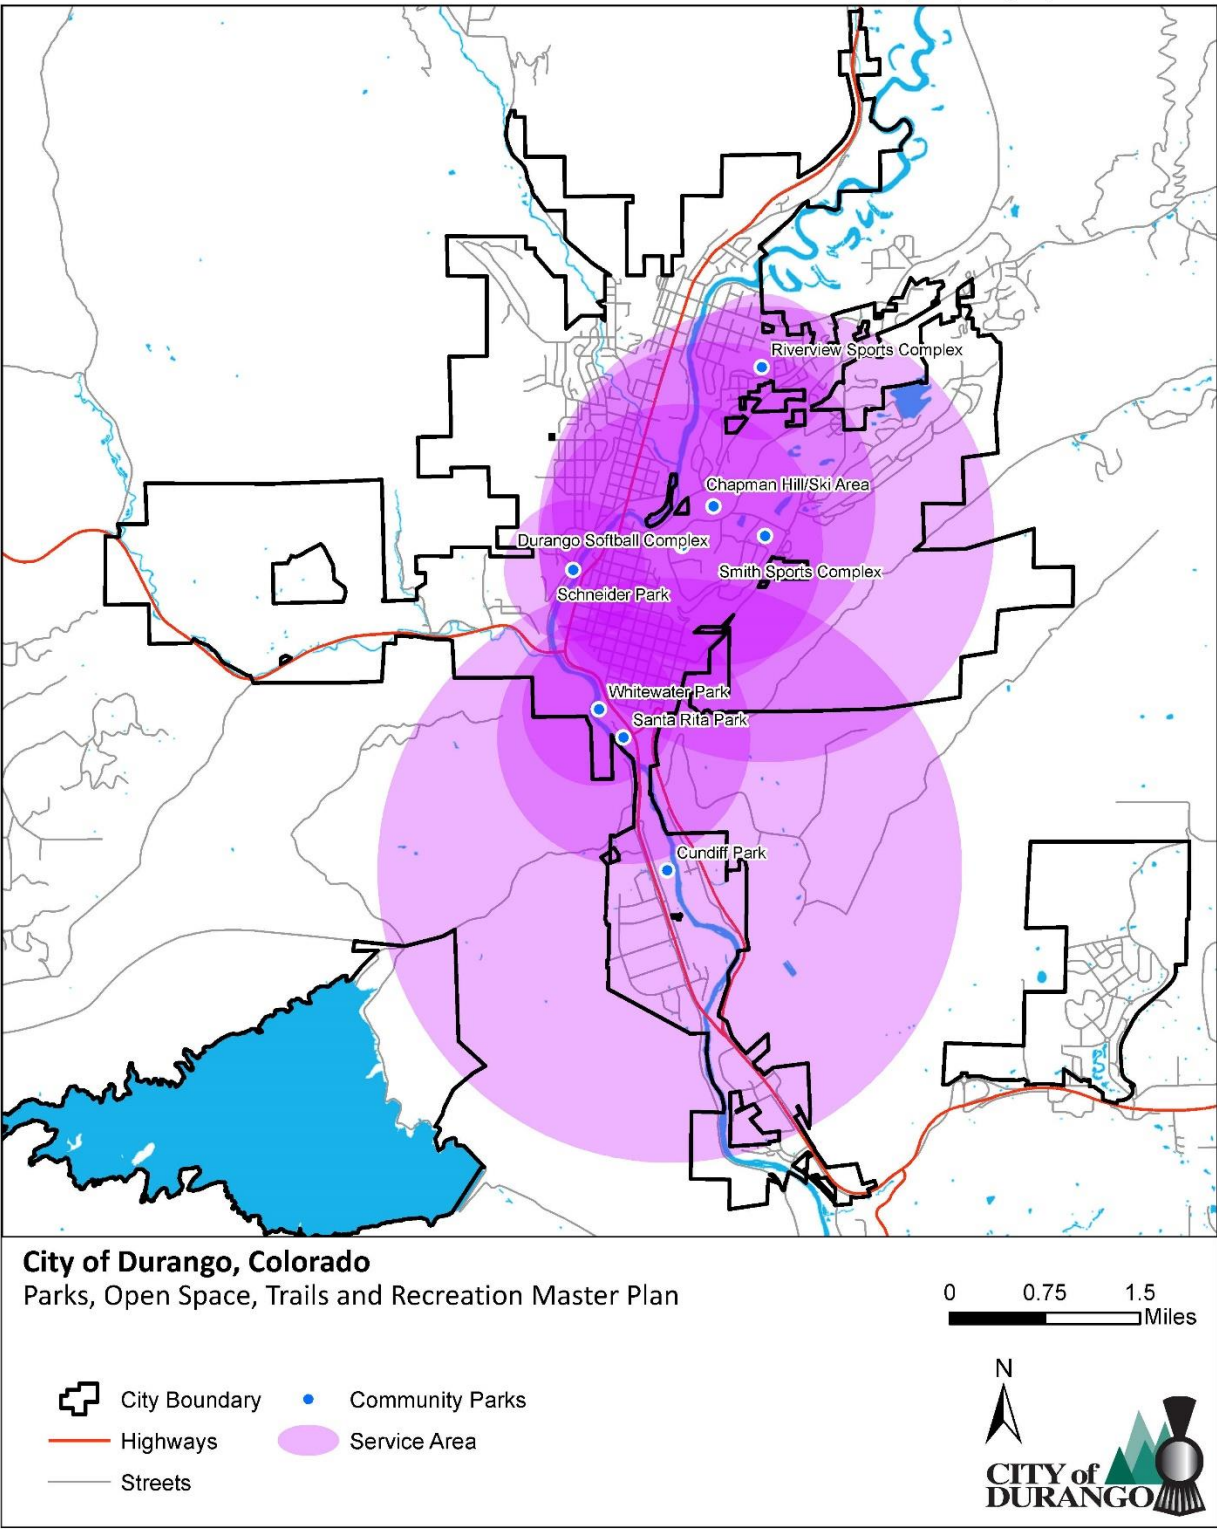 Riverview Sports Complex
Chapman Hill/Ski Area
Durango Softball Complex
Smith Sports Complex
Schneider Park
Whitewater Park
Santa Rita Park
Cundiff Park
City of Durango, Colorado
Parks, Open Space, Trails and Recreation Master Plan
0 0.75 1.5
Miles
City Boundary
Community Parks
Highways
Service Area
Streets
N
CITY of
DURANGO